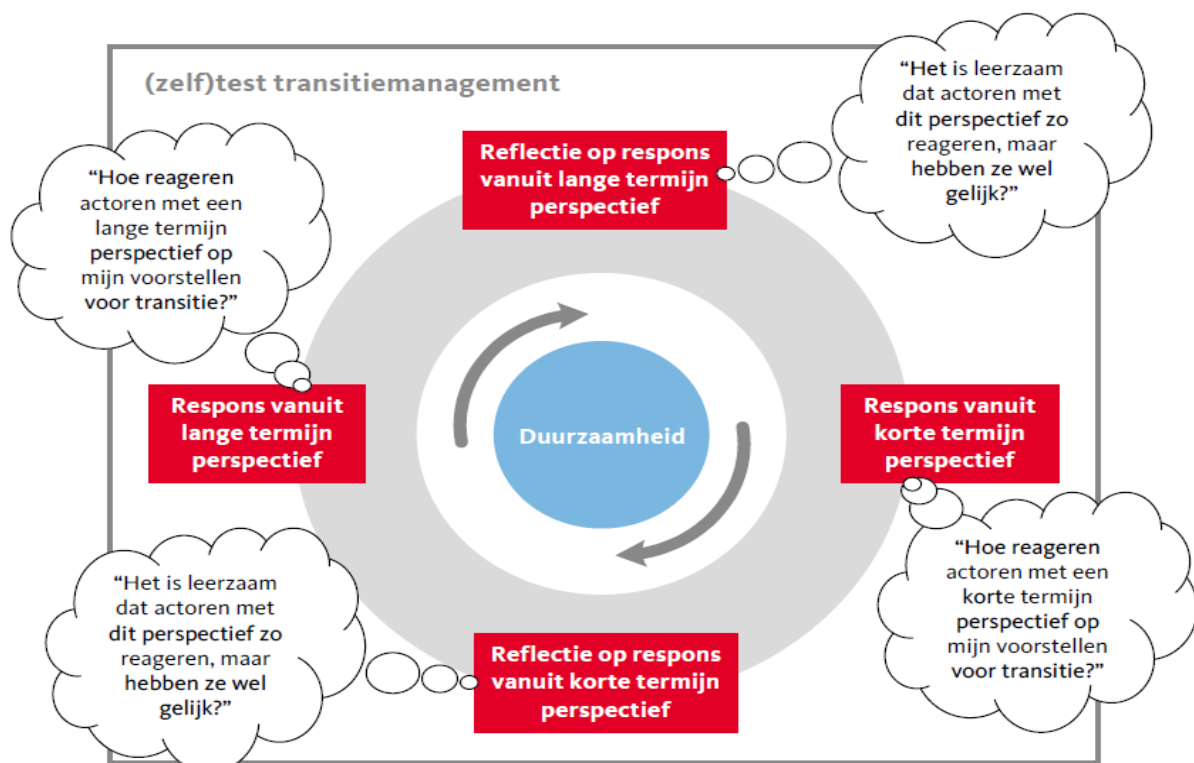 (zelf)test transitiemanagement
“Het is leerzaam
dat actoren met
dit perspectief zo
reageren, maar
hebben ze wel
gelijk?”
Reflectie op respons
vanuit lange termijn
perspectief
“Hoe reageren
actoren met een
lange termijn
perspectief op
mijn voorstellen
voor transitie?”
Respons vanuit
lange termijn
perspectief
Duurzaamheid
Respons vanuit
korte termijn
perspectief
“Hoe reageren
actoren met een
korte termijn
perspectief op
mijn voorstellen
voor transitie?”
“Het is leerzaam
dat actoren met
dit perspectief zo
reageren, maar
hebben ze wel
gelijk?”
Reflectie op respons
vanuit korte termijn
perspectief